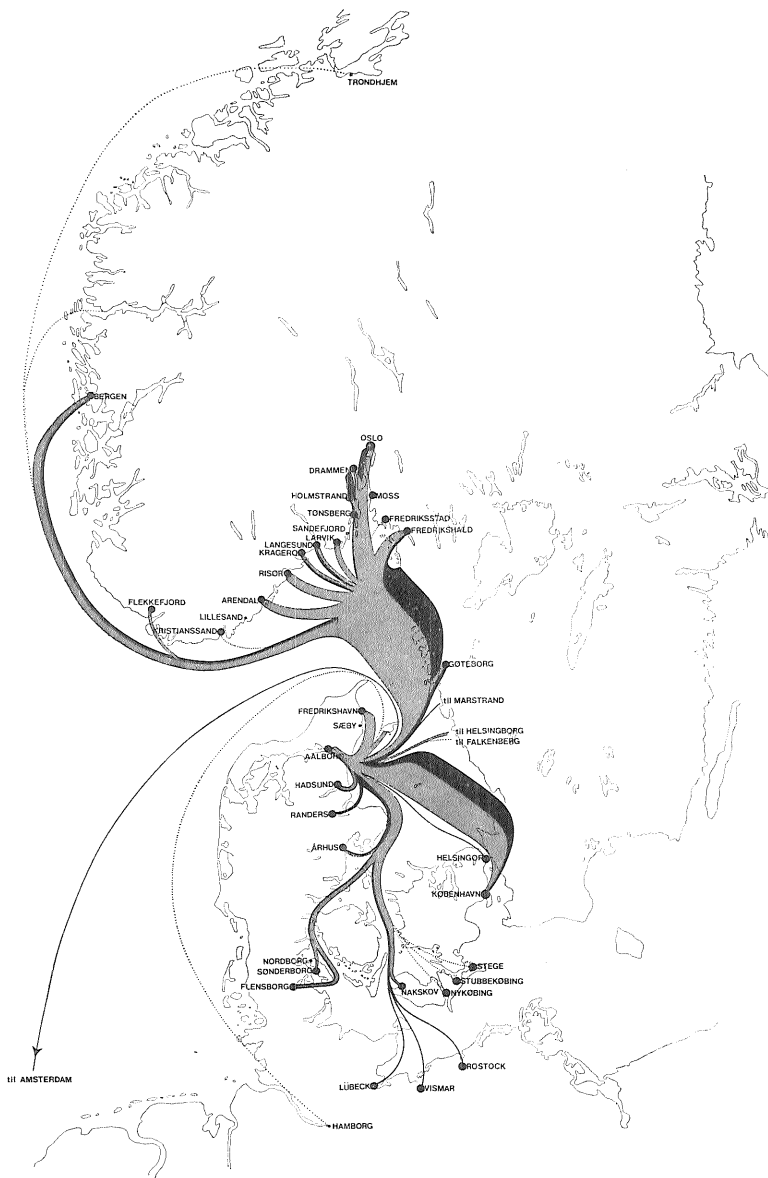 TRONDHJEM
BERGEN
OSLO
DRAMMEN
HOLMSTRAND
MOSS
TONSBERG
FREDRIKSSTAD
SANDEFJORD
FREDRIKSHALD
LARVIK
LANGESUND
KRAGERO
RISØR
FLEKKEFJORD
ARENDAL
LILLESAND
KRISTJANSSAND
GØTEBORG
til MARSTRAND
FREDRIKSHAVN
SÆBY
til HELSINGBORG
til FALKENBERG
AALBORG
HADSUND
RANDERS
ÅRHUS
HELSINGØR
KØBENHAVN
NORDBORG
STEGE
SØNDERBORG
STUBBEKØBING
FLENSBORG
NAKSKOV
NYKØBING
ROSTOCK
til AMSTERDAM
LÜBECK
VISMAR
HAMBORG